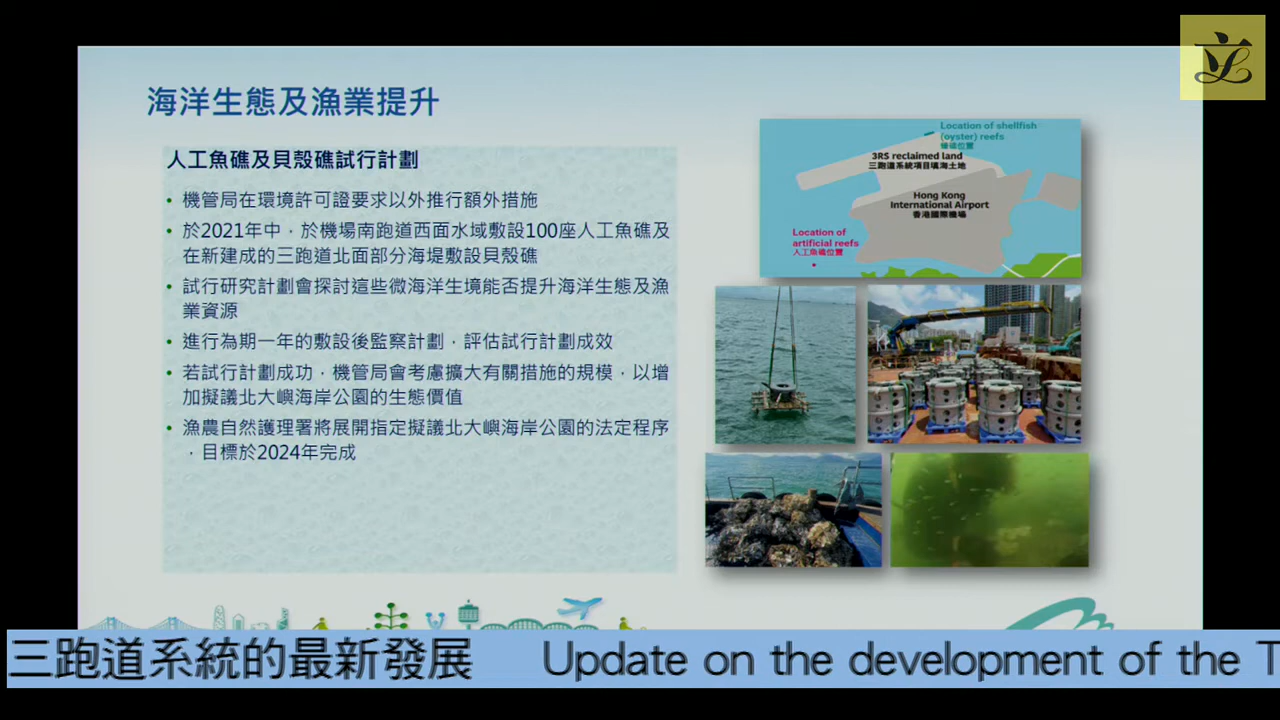 海洋生態及漁業提升
人工魚礁及貝殼礁試行計劃
• 機管局在環境許可證要求以外推行額外措施
• 於2021年中，於機場南跑道西面水域敷設100座人工魚礁及
在新建成的三跑道北面部分海堤敷設貝殼礁
• 試行研究計劃會探討這些微海洋生境能否提升海洋生態及漁
業資源
• 進行為期一年的敷設後監察計劃，評估試行計劃成效
• 若試行計劃成功，機管局會考慮擴大有關措施的規模，以增
加擬議北大嶼海岸公園的生態價值
• 漁農自然護理署將展開指定擬議北大嶼海岸公園的法定程序
，目標於2024年完成
Location of shellfish
(oyster) reefs
蠔礁位置
3RS reclaimed land
三跑道系統項目填海土地
Hong Kong
International Airport
香港國際機場
Location of
artificial reefs
人工魚礁位置
三跑道系統的最新發展 Update on the development of the T